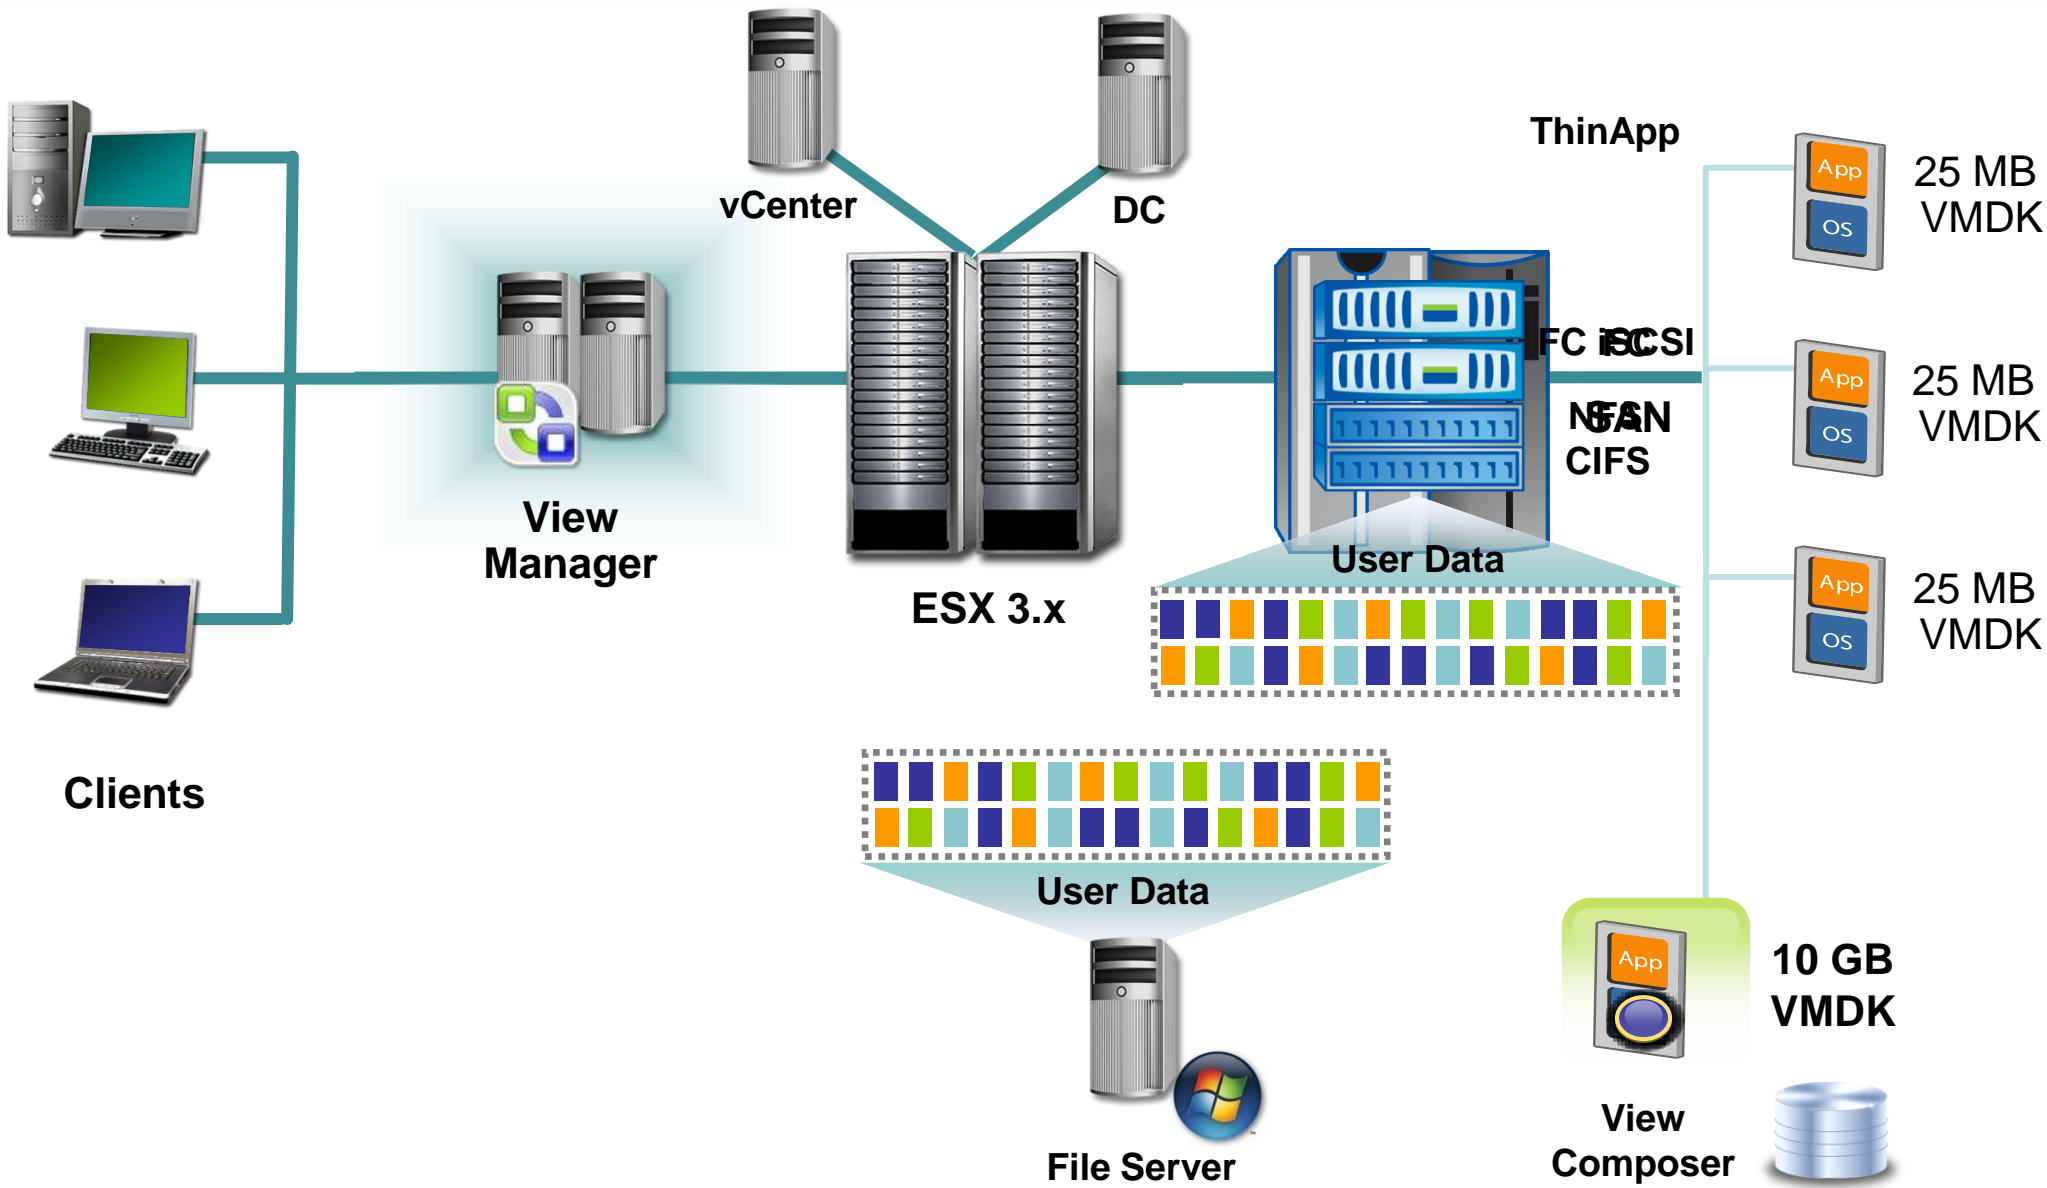 vCenter
DC
ThinApp
App
OS
25 MB
VMDK
FC iSCSI
FC
NFS
SAN
CIFS
App
OS
25 MB
VMDK
View
Manager
ESX 3.x
User Data
App
OS
25 MB
VMDK
Clients
User Data
File Server
App
10 GB
VMDK
View
Composer